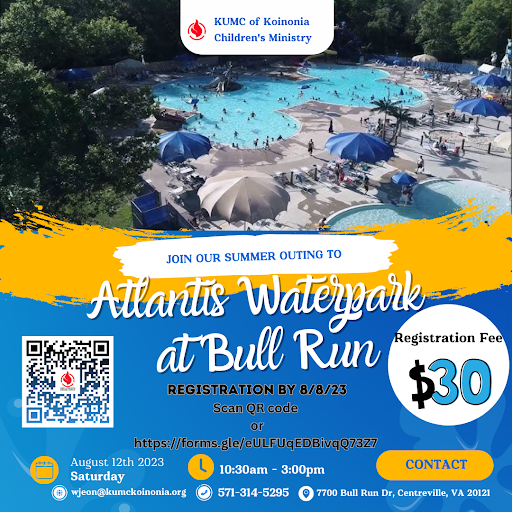 KUMC of Koinonia
Children's Ministry
JOIN OUR SUMMER OUTING TO
Atlantis Waterpark
at Bull Run
Registration Fee
$30
REGISTRATION BY 8/8/23
Scan QR code
or
https://forms.gle/eULFUqEDBivqQ73Z7
August 12th 2023
Saturday
10:30am - 3:00pm
CONTACT
wjeon@kumckoinonia.org
571-314-5295
7700 Bull Run Dr, Centreville, VA 20121